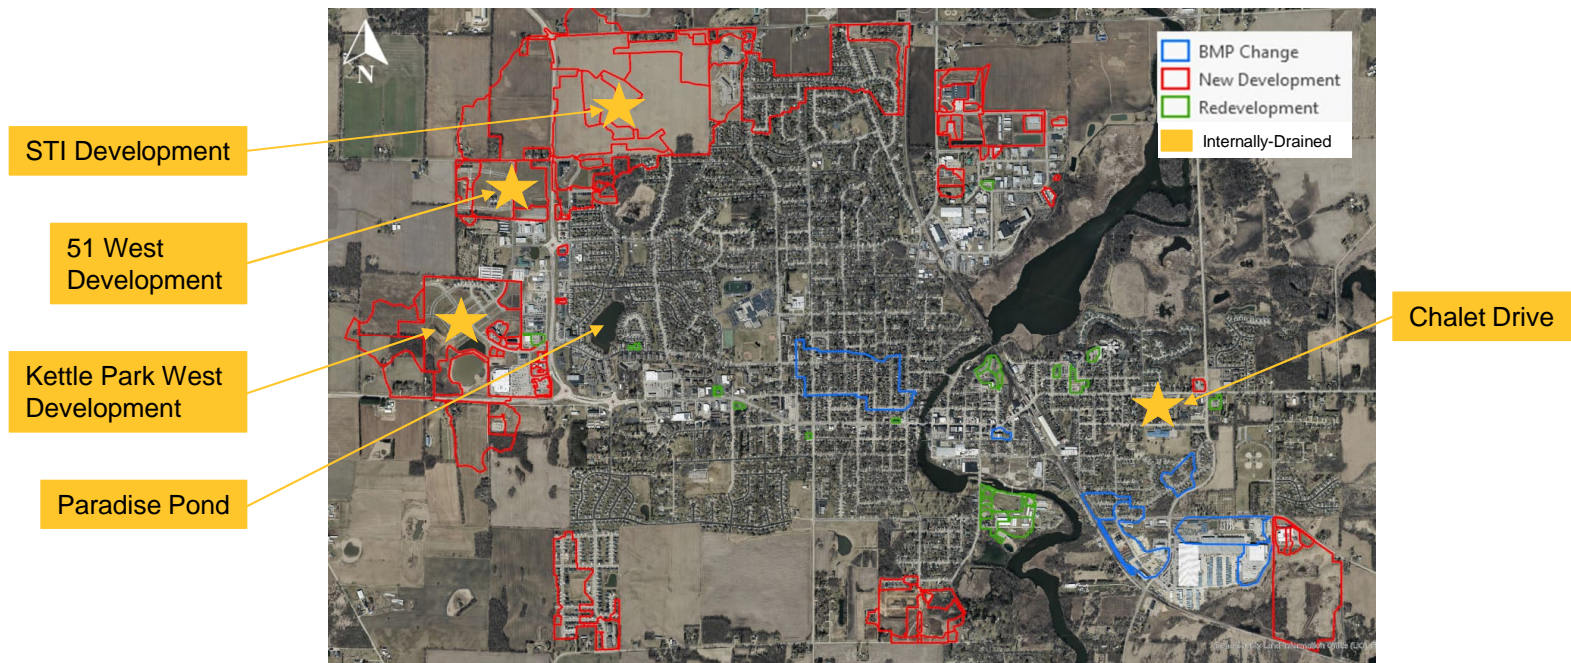 N
BMP Change
New Development
Redevelopment
Internally-Drained
STI Development
51 West
Development
Kettle Park West
Development
Paradise Pond
Chalet Drive